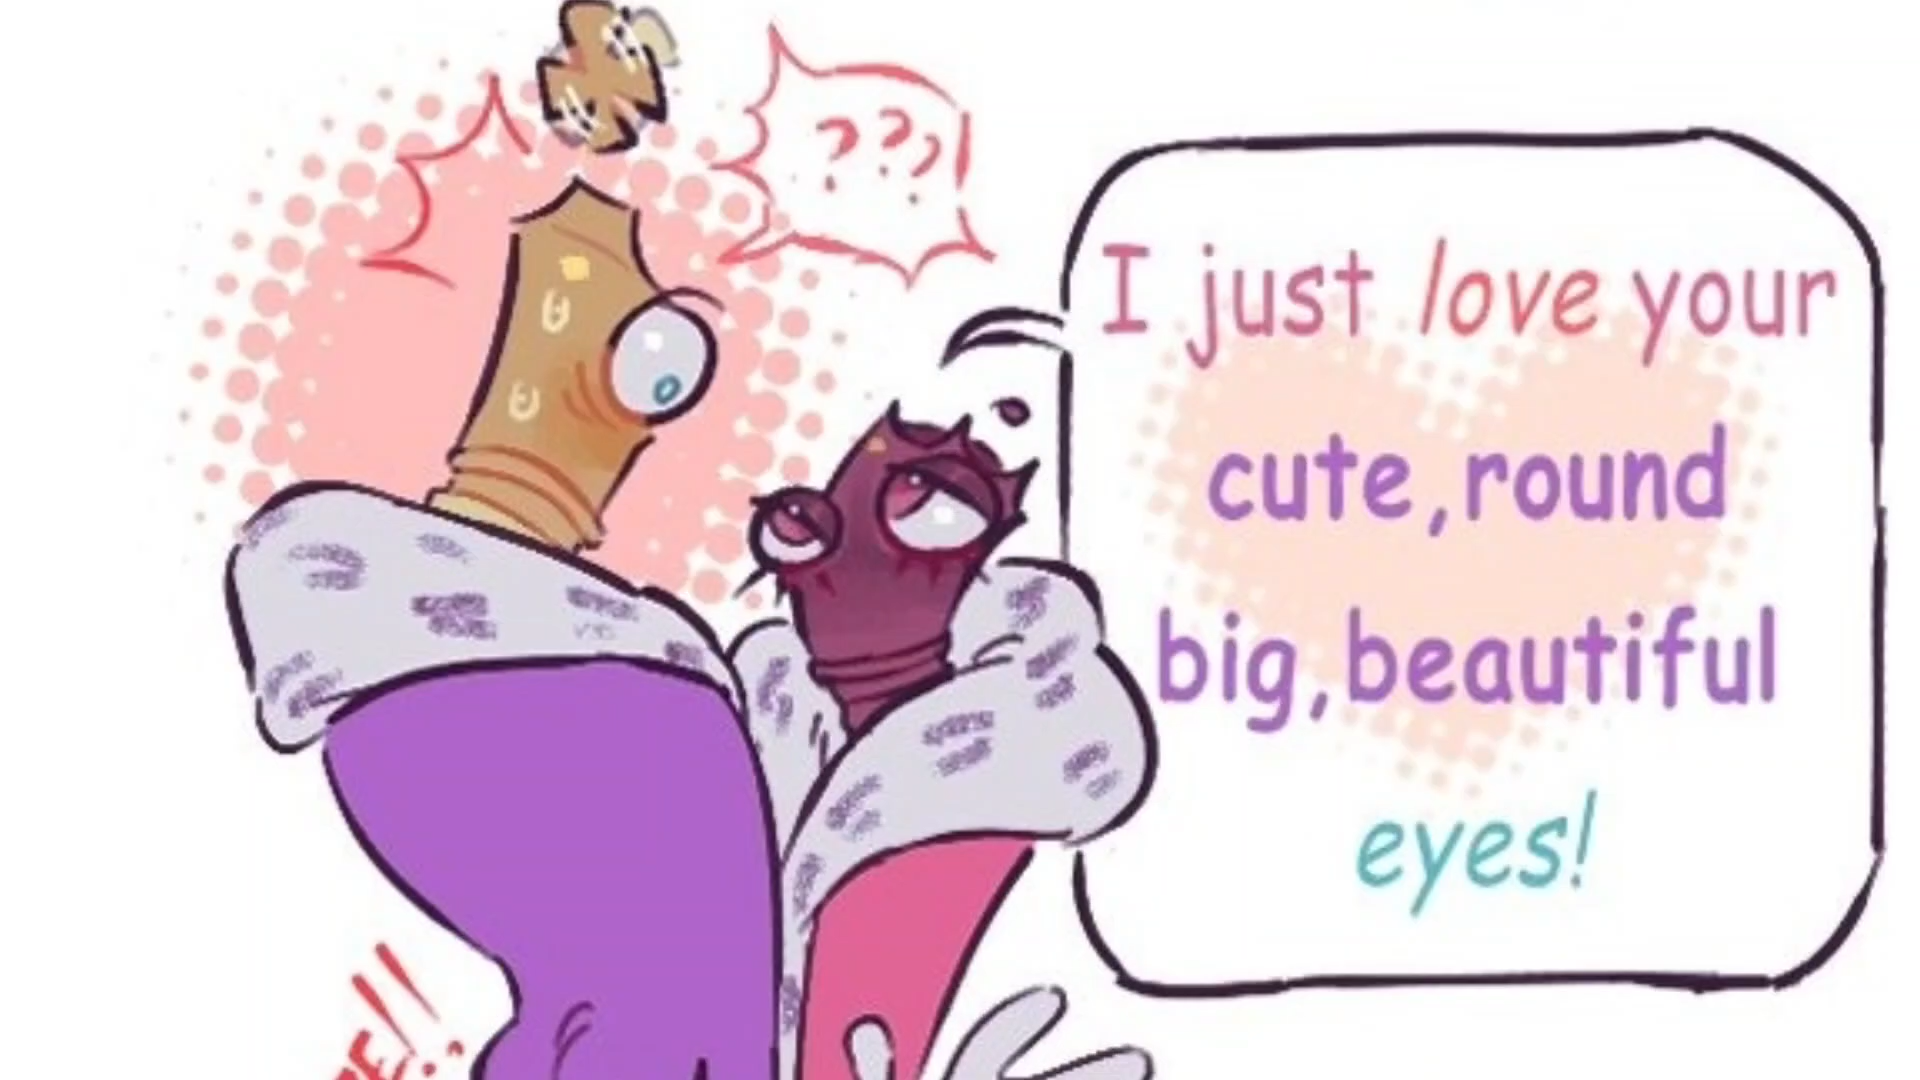 ???!
I just love your
cute, round
big, beautiful
eyes!